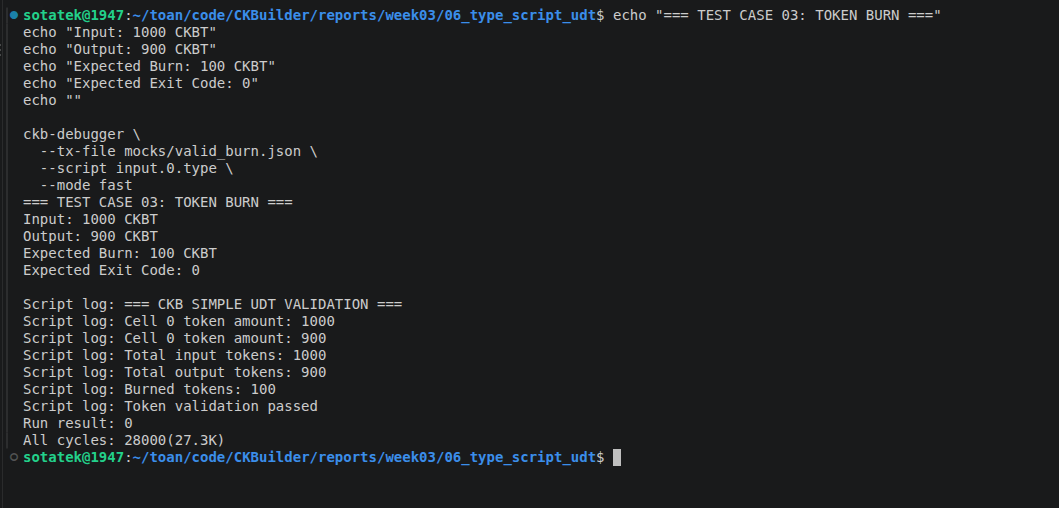 sotatek@1947:~/toan/code/CKBuilder/reports/week03/06_type_script_udt$ echo "=== TEST CASE 03: TOKEN BURN ==="
echo "Input: 1000 CKBT"
echo "Output: 900 CKBT"
echo "Expected Burn: 100 CKBT"
echo "Expected Exit Code: 0"
echo ""
ckb-debugger \
--tx-file mocks/valid_burn.json \
--script input.0.type \
--mode fast
=== TEST CASE 03: TOKEN BURN ===
Input: 1000 CKBT
Output: 900 CKBT
Expected Burn: 100 CKBT
Expected Exit Code: 0
Script log: === CKB SIMPLE UDT VALIDATION ===
Script log: Cell 0 token amount: 1000
Script log: Cell 0 token amount: 900
Script log: Total input tokens: 1000
Script log: Total output tokens: 900
Script log: Burned tokens: 100
Script log: Token validation passed
Run result: 0
All cycles: 28000(27.3K)
sotatek@1947:~/toan/code/CKBuilder/reports/week03/06_type_script_udt$